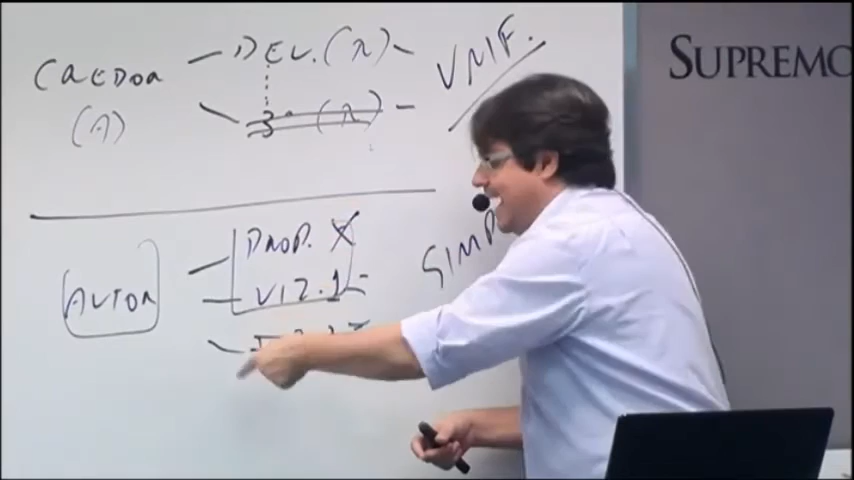 CREDOR
(A)
DEV. (X)
3º (X)
VMF.
SUPREMO
AUTOR
PROP. X
VIZ. 1
SIMP